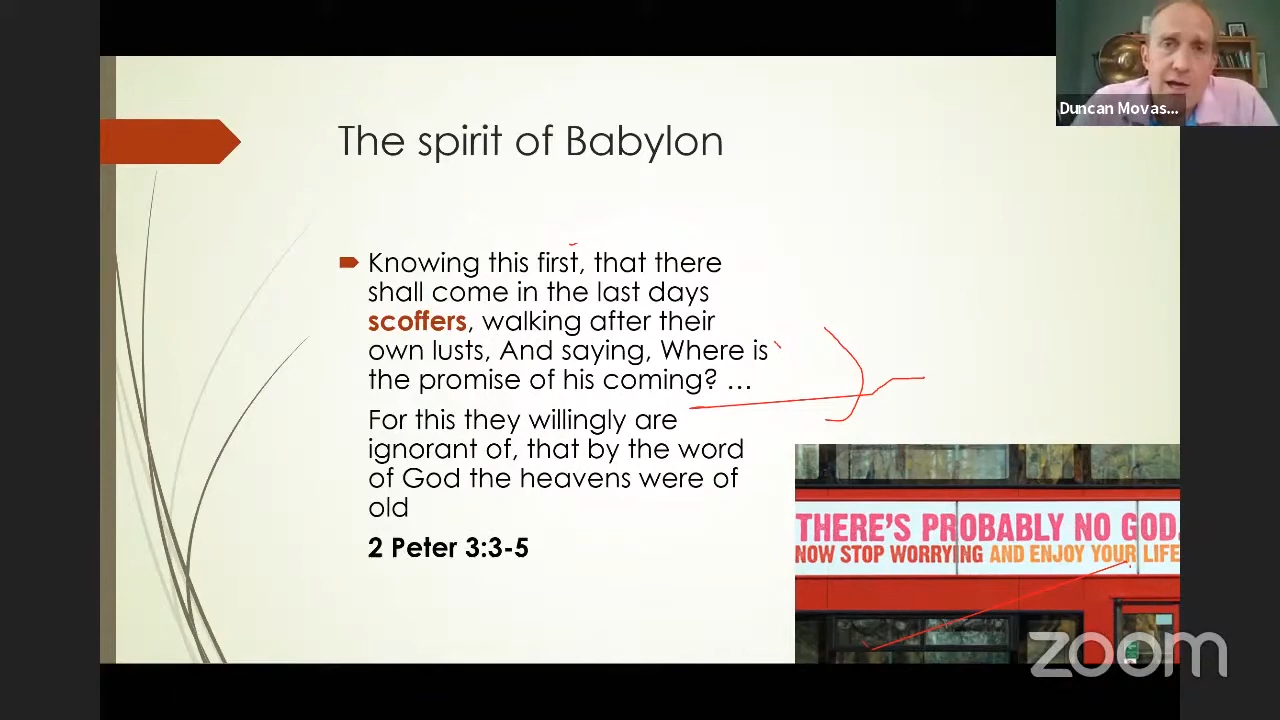 Duncan Movas...
The spirit of Babylon
Knowing this first, that there
shall come in the last days
scoffers, walking after their
own lusts, And saying, Where is
the promise of his coming? …
For this they willingly are
ignorant of, that by the word
of God the heavens were of
old
2 Peter 3:3-5
THERE'S PROBABLY NO GOD.
NOW STOP WORRYING AND ENJOY YOUR LIFE
zoom